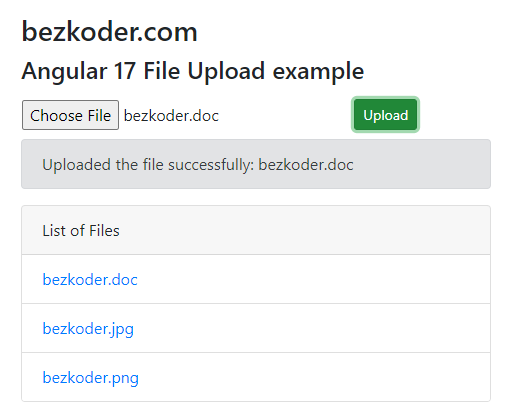 bezkoder.com
Angular 17 File Upload example
Choose File bezkoder.doc Upload
Uploaded the file successfully: bezkoder.doc
List of Files
bezkoder.doc
bezkoder.jpg
bezkoder.png